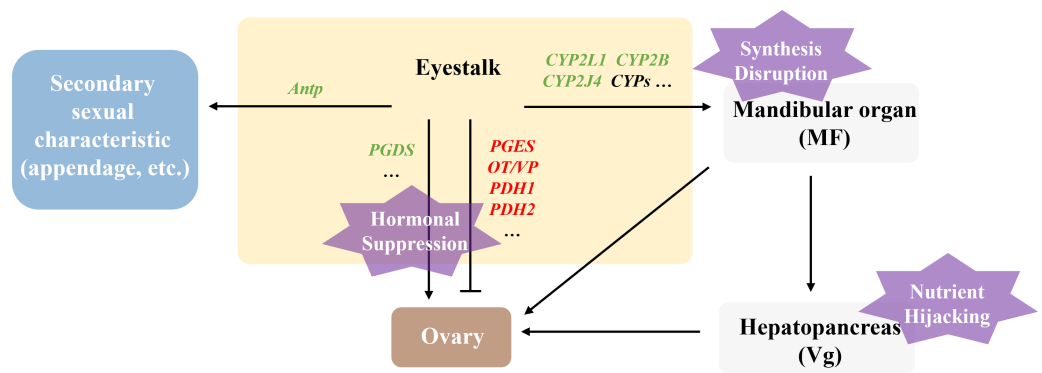 Secondary
sexual
characteristic
(appendage, etc.)
Antp
Eyestalk
CYP2L1 CYP2B
CYP2J4 CYPs ...
Synthesis
Disruption
Mandibular organ
(MF)
PGDS
...
PGES
OT/VP
PDH1
PDH2
...
Hormonal
Suppression
Ovary
Nutrient
Hijacking
Hepatopancreas
(Vg)